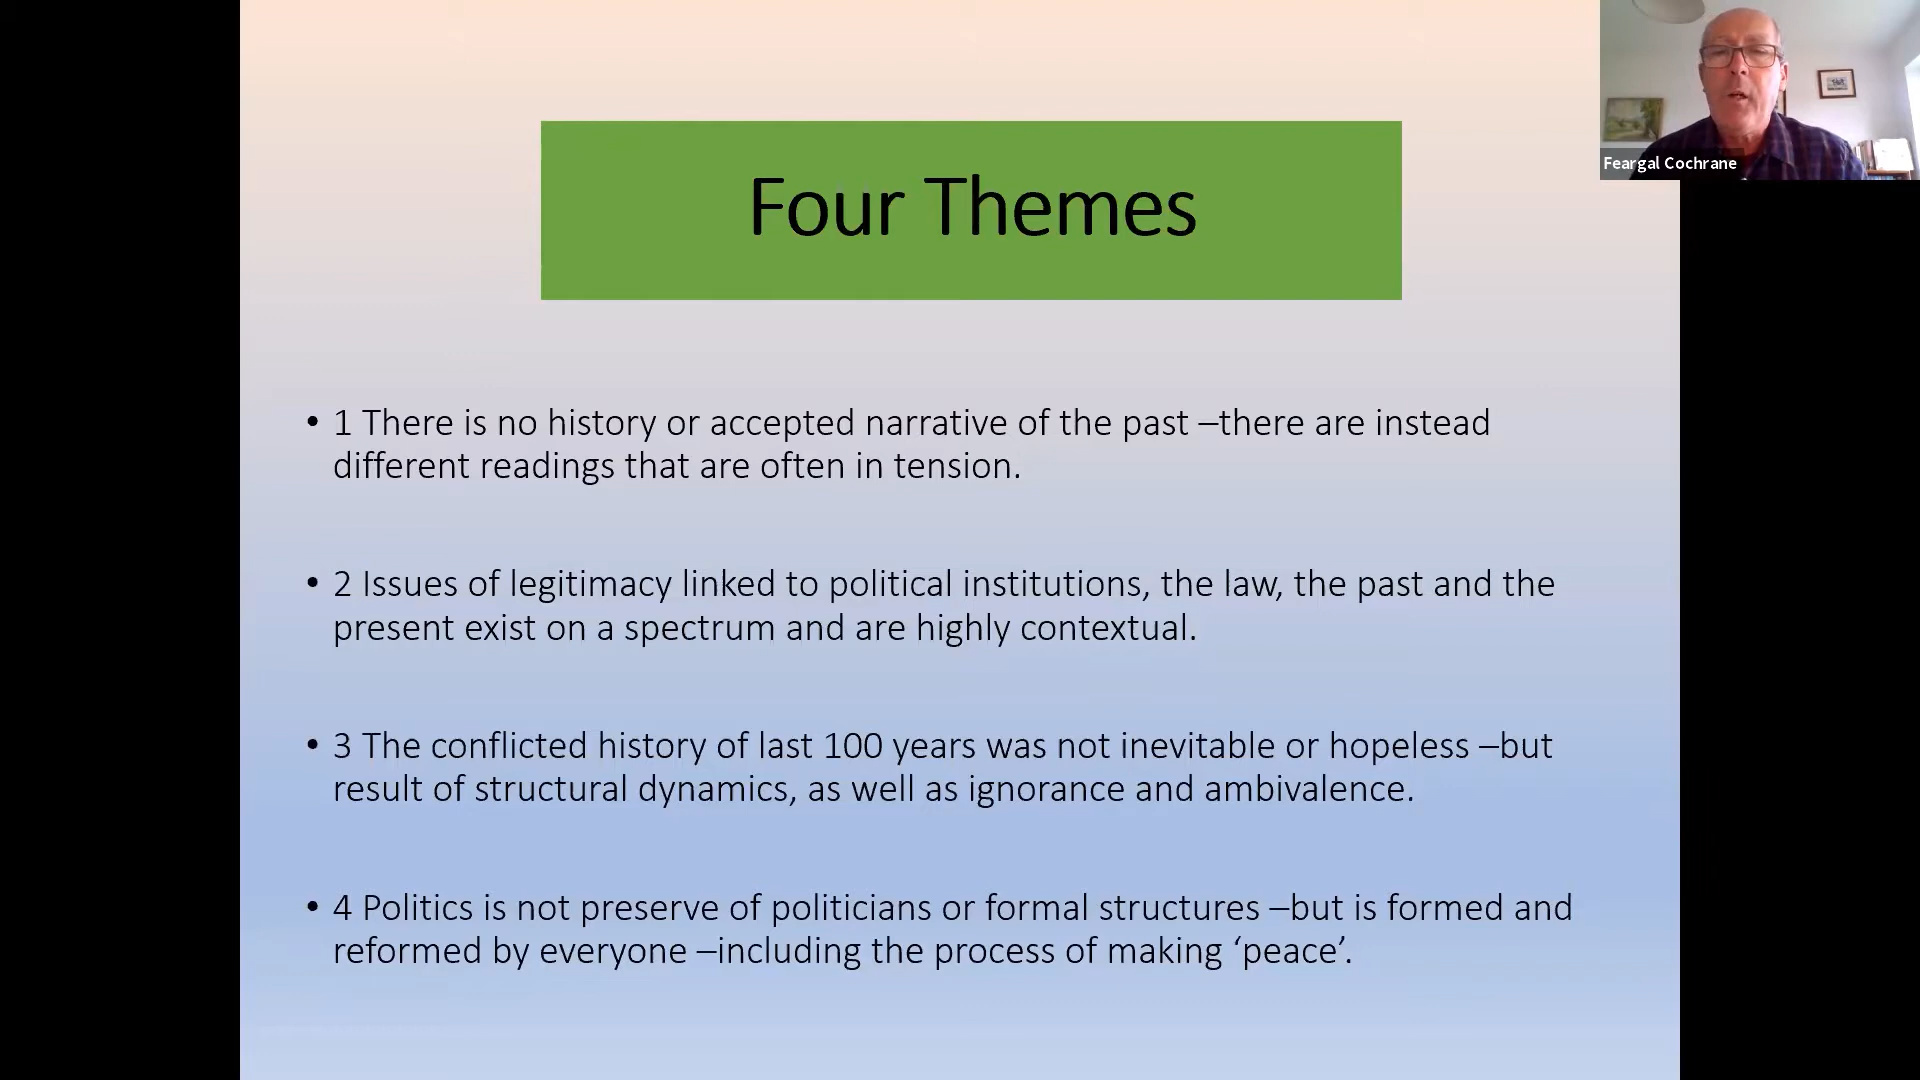 Four Themes
Feargal Cochrane
• 1 There is no history or accepted narrative of the past –there are instead
different readings that are often in tension.
• 2 Issues of legitimacy linked to political institutions, the law, the past and the
present exist on a spectrum and are highly contextual.
• 3 The conflicted history of last 100 years was not inevitable or hopeless –but
result of structural dynamics, as well as ignorance and ambivalence.
• 4 Politics is not preserve of politicians or formal structures –but is formed and
reformed by everyone –including the process of making ‘peace’.